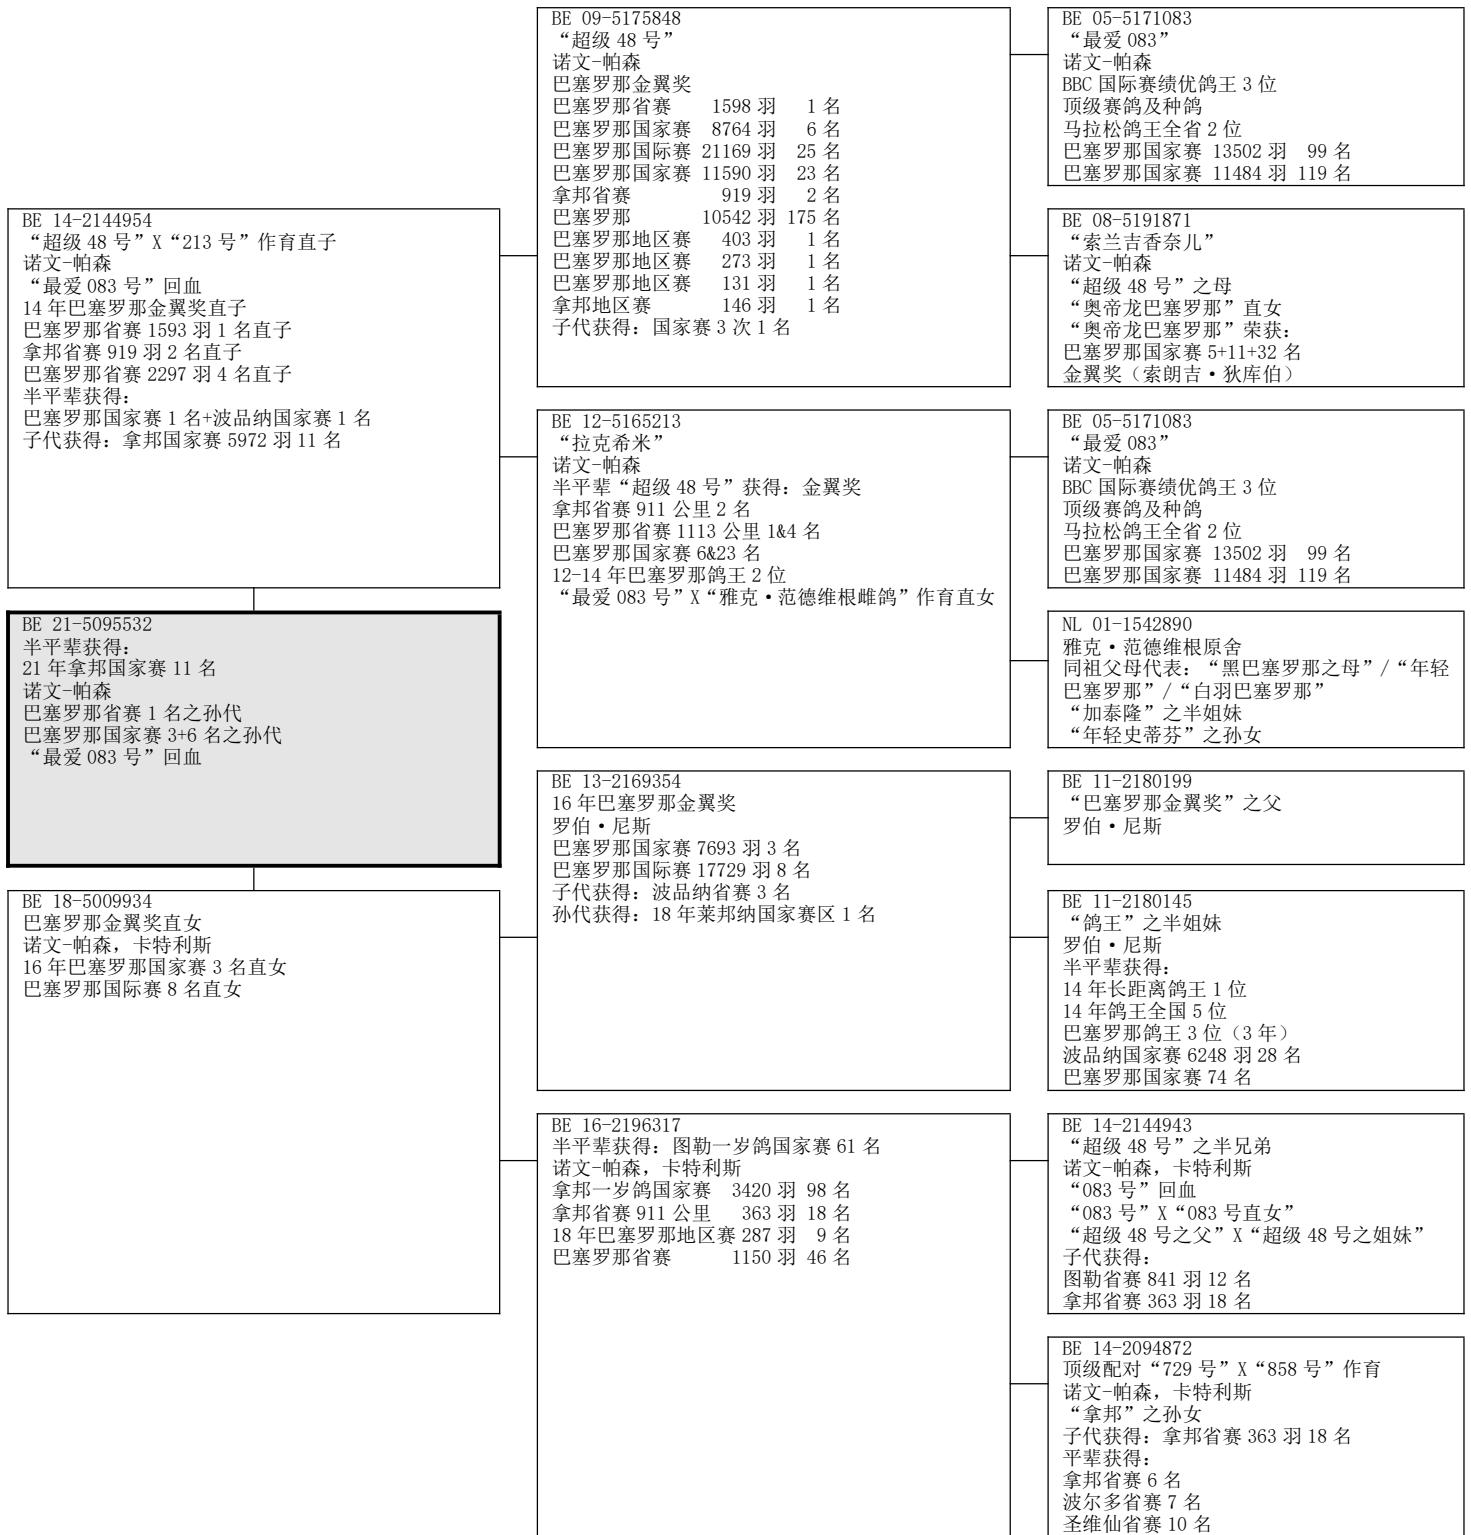 BE 14-2144954
“超级 48 号”X“213 号”作育直子
诺文-帕森
“最爱 083 号”回血
14 年巴塞罗那金翼奖直子
巴塞罗那省赛 1593 羽 1 名直子
拿邦省赛 919 羽 2 名直子
巴塞罗那省赛 2297 羽 4 名直子
半平辈获得:
巴塞罗那国家赛 1 名+波品纳国家赛 1 名
子代获得: 拿邦国家赛 5972 羽 11 名
BE 21-5095532
半平辈获得:
21 年拿邦国家赛 11 名
诺文-帕森
巴塞罗那省赛 1 名之孙代
巴塞罗那国家赛 3+6 名之孙代
“最爱 083 号”回血
BE 18-5009934
巴塞罗那金翼奖直女
诺文-帕森，卡特利斯
16 年巴塞罗那国家赛 3 名直女
巴塞罗那国际赛 8 名直女
BE 09-5175848
“超级 48 号”
诺文-帕森
巴塞罗那金翼奖
巴塞罗那省赛 1598 羽 1 名
巴塞罗那国家赛 8764 羽 6 名
巴塞罗那国际赛 21169 羽 25 名
巴塞罗那国家赛 11590 羽 23 名
拿邦省赛 919 羽 2 名
巴塞罗那 10542 羽 175 名
巴塞罗那地区赛 403 羽 1 名
巴塞罗那地区赛 273 羽 1 名
巴塞罗那地区赛 131 羽 1 名
拿邦地区赛 146 羽 1 名
子代获得: 国家赛 3 次 1 名
BE 12-5165213
“拉克希米”
诺文-帕森
半平辈“超级 48 号”获得: 金翼奖
拿邦省赛 911 公里 2 名
巴塞罗那省赛 1113 公里 1&4 名
巴塞罗那国家赛 6&23 名
12-14 年巴塞罗那鸽王 2 位
“最爱 083 号”X“雅克·范德维根雌鸽”作育直女
BE 13-2169354
16 年巴塞罗那金翼奖
罗伯·尼斯
巴塞罗那国家赛 7693 羽 3 名
巴塞罗那国际赛 17729 羽 8 名
子代获得: 波品纳省赛 3 名
孙代获得: 18 年莱邦纳国家赛区 1 名
BE 16-2196317
半平辈获得: 图勒一岁鸽国家赛 61 名
诺文-帕森，卡特利斯
拿邦一岁鸽国家赛 3420 羽 98 名
拿邦省赛 911 公里 363 羽 18 名
18 年巴塞罗那地区赛 287 羽 9 名
巴塞罗那省赛 1150 羽 46 名
BE 05-5171083
“最爱 083”
诺文-帕森
BBC 国际赛绩优鸽王 3 位
顶级赛鸽及种鸽
马拉松鸽王全省 2 位
巴塞罗那国家赛 13502 羽 99 名
巴塞罗那国家赛 11484 羽 119 名
BE 08-5191871
“索兰吉香奈儿”
诺文-帕森
“超级 48 号”之母
“奥帝龙巴塞罗那”直女
“奥帝龙巴塞罗那”荣获:
巴塞罗那国家赛 5+11+32 名
金翼奖（索朗吉·狄库伯）
BE 05-5171083
“最爱 083”
诺文-帕森
BBC 国际赛绩优鸽王 3 位
顶级赛鸽及种鸽
马拉松鸽王全省 2 位
巴塞罗那国家赛 13502 羽 99 名
巴塞罗那国家赛 11484 羽 119 名
NL 01-1542890
雅克·范德维根原舍
同祖父母代表: “黑巴塞罗那之母”/“年轻
巴塞罗那”/“白羽巴塞罗那”
“加泰隆”之半姐妹
“年轻史蒂芬”之孙女
BE 11-2180199
“巴塞罗那金翼奖”之父
罗伯·尼斯
BE 11-2180145
“鸽王”之半姐妹
罗伯·尼斯
半平辈获得:
14 年长距离鸽王 1 位
14 年鸽王全国 5 位
巴塞罗那鸽王 3 位（3 年）
波品纳国家赛 6248 羽 28 名
巴塞罗那国家赛 74 名
BE 14-2144943
“超级 48 号”之半兄弟
诺文-帕森，卡特利斯
“083 号”回血
“083 号”X“083 号直女”
“超级 48 号之父”X“超级 48 号之姐妹”
子代获得:
图勒省赛 841 羽 12 名
拿邦省赛 363 羽 18 名
BE 14-2094872
顶级配对“729 号”X“858 号”作育
诺文-帕森，卡特利斯
“拿邦”之孙女
子代获得: 拿邦省赛 363 羽 18 名
平辈获得:
拿邦省赛 6 名
波尔多省赛 7 名
圣维仙省赛 10 名